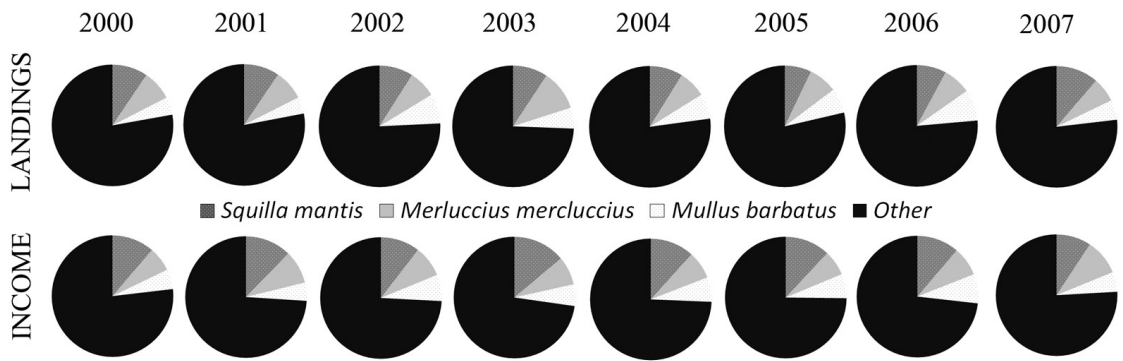 2000 2001 2002 2003 2004 2005 2006 2007
LANDINGS
Squilla mantis Merluccius mercluccius Mullus barbatus Other
INCOME